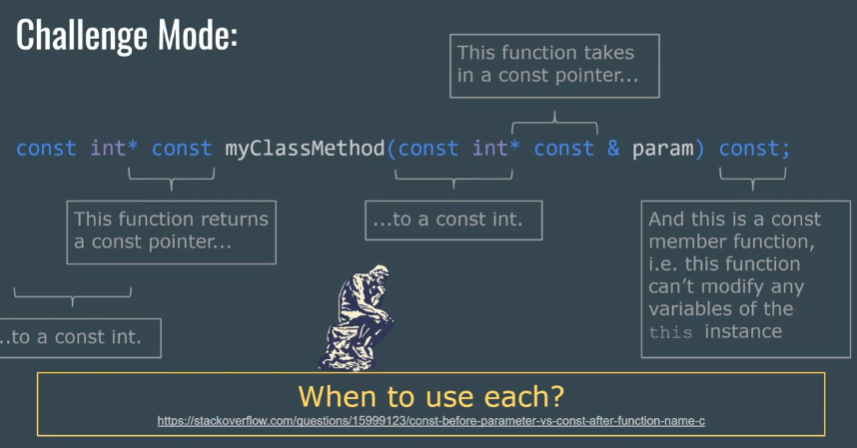 Challenge Mode:
This function takes
in a const pointer...
const int* const myClassMethod(const int* const & param) const;
This function returns
a const pointer...
...to a const int.
And this is a const
member function,
i.e. this function
can't modify any
variables of the
this instance
..to a const int.
When to use each?
https://stackoverflow.com/questions/15999123/const-before-parameter-vs-const-after-function-name-c